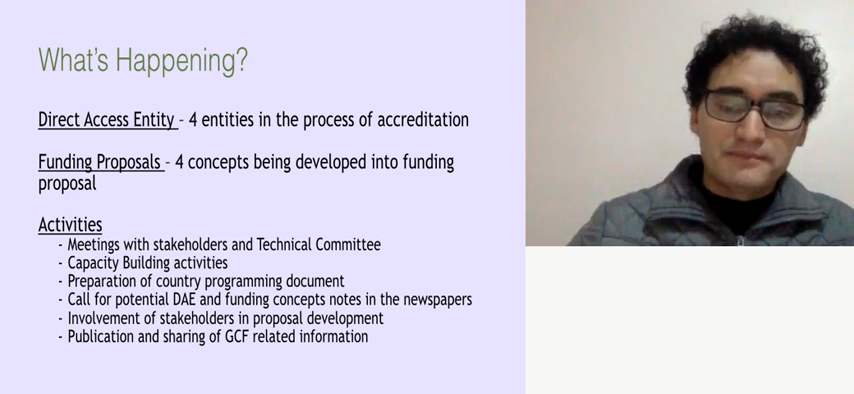 What's Happening?
Direct Access Entity - 4 entities in the process of accreditation
Funding Proposals - 4 concepts being developed into funding
proposal
Activities
- Meetings with stakeholders and Technical Committee
- Capacity Building activities
- Preparation of country programming document
- Call for potential DAE and funding concepts notes in the newspapers
- Involvement of stakeholders in proposal development
- Publication and sharing of GCF related information